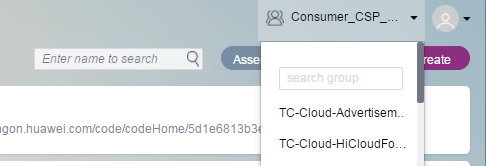 Consumer_CSP_...
Enter name to search
Asse
reate
search group
TC-Cloud-Advertisem...
TC-Cloud-HiCloudFo...
gon.huawei.com/code/codeHome/5d1e6813b3e